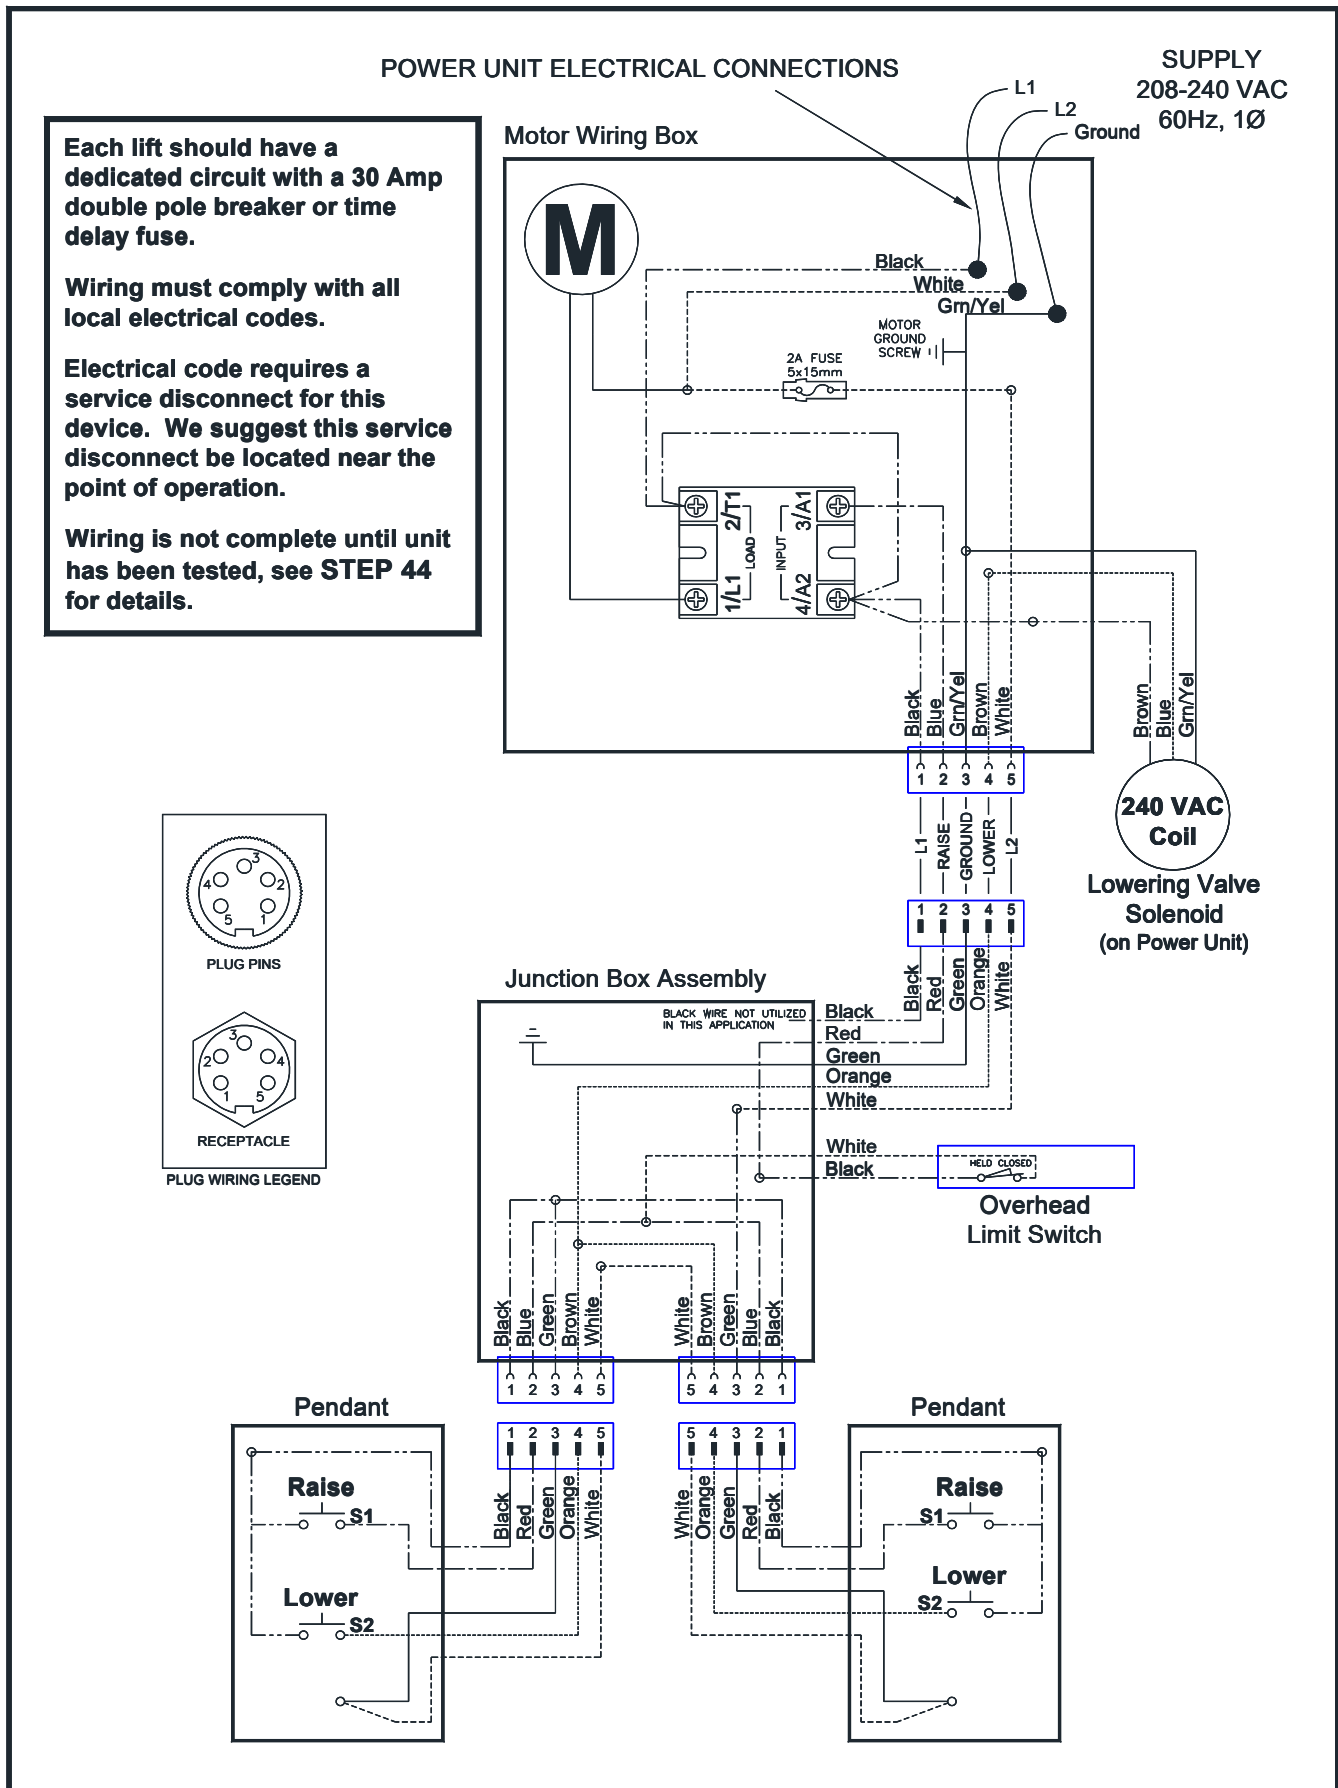 POWER UNIT ELECTRICAL CONNECTIONS
SUPPLY
208-240 VAC
60Hz, 1Ø
L1
L2
Ground
Each lift should have a
dedicated circuit with a 30 Amp
double pole breaker or time
delay fuse.
Wiring must comply with all
local electrical codes.
Electrical code requires a
service disconnect for this
device. We suggest this service
disconnect be located near the
point of operation.
Wiring is not complete until unit
has been tested, see STEP 44
for details.
Motor Wiring Box
M
Black
White
Grn/Yel
MOTOR
GROUND
SCREW
2A FUSE
5x15mm
2/T1
1/L1
LOAD
INPUT
3/A1
4/A2
Black
Blue
Grn/Yel
Brown
White
1 2 3 4 5
Brown
Blue
Grn/Yel
240 VAC
Coil
Lowering Valve
Solenoid
(on Power Unit)
L1
RAISE
GROUND
LOWER
L2
1 2 3 4 5
Black
Red
Green
Orange
White
3
4 2
5 1
PLUG PINS
3
2 4
1 5
RECEPTACLE
PLUG WIRING LEGEND
Junction Box Assembly
BLACK WIRE NOT UTILIZED
IN THIS APPLICATION
Black
Red
Green
Orange
White
White
Black
HELD CLOSED
Overhead
Limit Switch
Black
Blue
Green
Brown
White
White
Brown
Green
Blue
Black
1 2 3 4 5
5 4 3 2 1
Pendant
Pendant
1 2 3 4 5
5 4 3 2 1
Black
Red
Green
Orange
White
White
Orange
Green
Red
Black
Raise
S1
Lower
S2
Raise
S1
Lower
S2